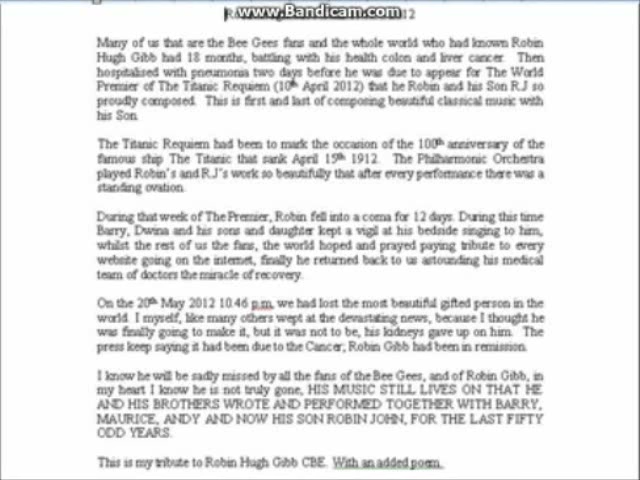 www.Bandicam.com
Many of us that are the Bee Gees fans and the whole world who had known Robin
Hugh Gibb had 18 months, battling with his health colon and liver cancer. Then
hospitalised with pneumonia two days before he was due to appear for The World
Premier of The Titanic Requiem (10th April 2012) that he Robin and his Son R.J so
proudly composed. This is first and last of composing beautiful classical music with
his Son.
The Titanic Requiem had been to mark the occasion of the 100th anniversary of the
famous ship The Titanic that sank April 15th 1912. The Philharmonic Orchestra
played Robin's and R.J's work so beautifully that after every performance there was a
standing ovation.
During that week of The Premier, Robin fell into a coma for 12 days. During this time
Barry, Dwina and his sons and daughter kept a vigil at his bedside singing to him,
whilst the rest of us the fans, the world hoped and prayed paying tribute to every
website going on the internet, finally he returned back to us astounding his medical
team of doctors the miracle of recovery.
On the 20th May 2012 10.46 p.m, we had lost the most beautiful gifted person in the
world. I myself, like many others wept at the devastating news, because I thought he
was finally going to make it, but it was not to be, his kidneys gave up on him. The
press keep saying it had been due to the Cancer, Robin Gibb had been in remission.
I know he will be sadly missed by all the fans of the Bee Gees, and of Robin Gibb, in
my heart I know he is not truly gone, HIS MUSIC STILL LIVES ON THAT HE
AND HIS BROTHERS WROTE AND PERFORMED TOGETHER WITH BARRY,
MAURICE, ANDY AND NOW HIS SON ROBIN JOHN, FOR THE LAST FIFTY
ODD YEARS.
This is my tribute to Robin Hugh Gibb CBE. With an added poem.